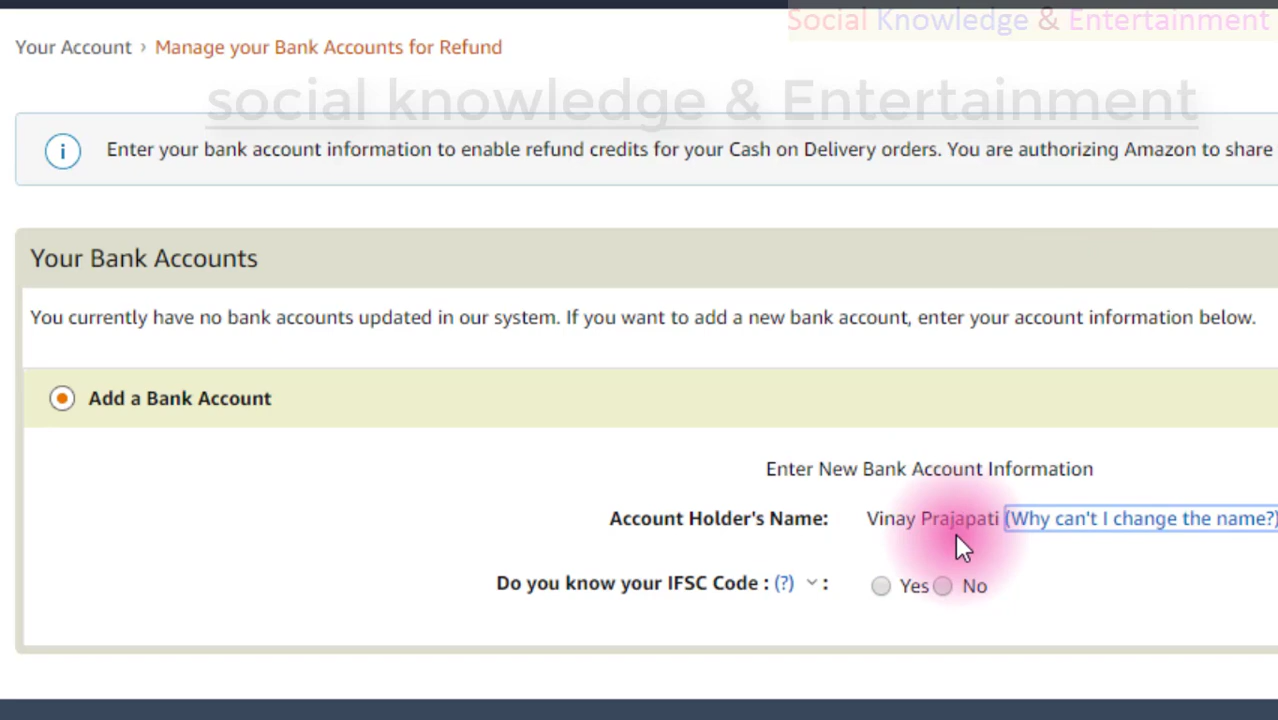 Social Knowledge & Entertainment
Your Account › Manage your Bank Accounts for Refund
social knowledge & Entertainment
i Enter your bank account information to enable refund credits for your Cash on Delivery orders. You are authorizing Amazon to share
Your Bank Accounts
You currently have no bank accounts updated in our system. If you want to add a new bank account, enter your account information below.
Add a Bank Account
Enter New Bank Account Information
Account Holder's Name: Vinay Prajapati (Why can't I change the name?)
Do you know your IFSC Code : (?) : Yes No